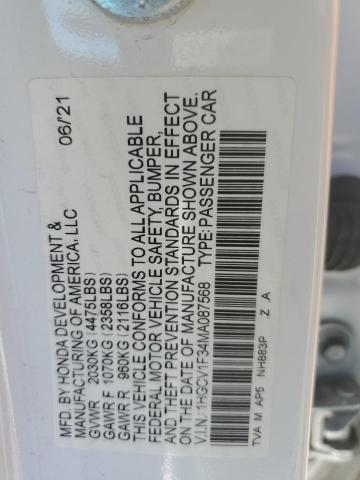 MFD. BY HONDA DEVELOPMENT & 06/21
MANUFACTURING OF AMERICA, LLC
GVWR 2030KG (4475LBS)
GAWR F 1070KG (2358LBS)
GAWR R 960KG (2116LBS)
THIS VEHICLE CONFORMS TO ALL APPLICABLE
FEDERAL MOTOR VEHICLE SAFETY, BUMPER,
AND THEFT PREVENTION STANDARDS IN EFFECT
ON THE DATE OF MANUFACTURE SHOWN ABOVE.
V.I.N.:1HGCV1F34MA087568 TYPE: PASSENGER CAR
TVA M AP5 NH883P .Z .A